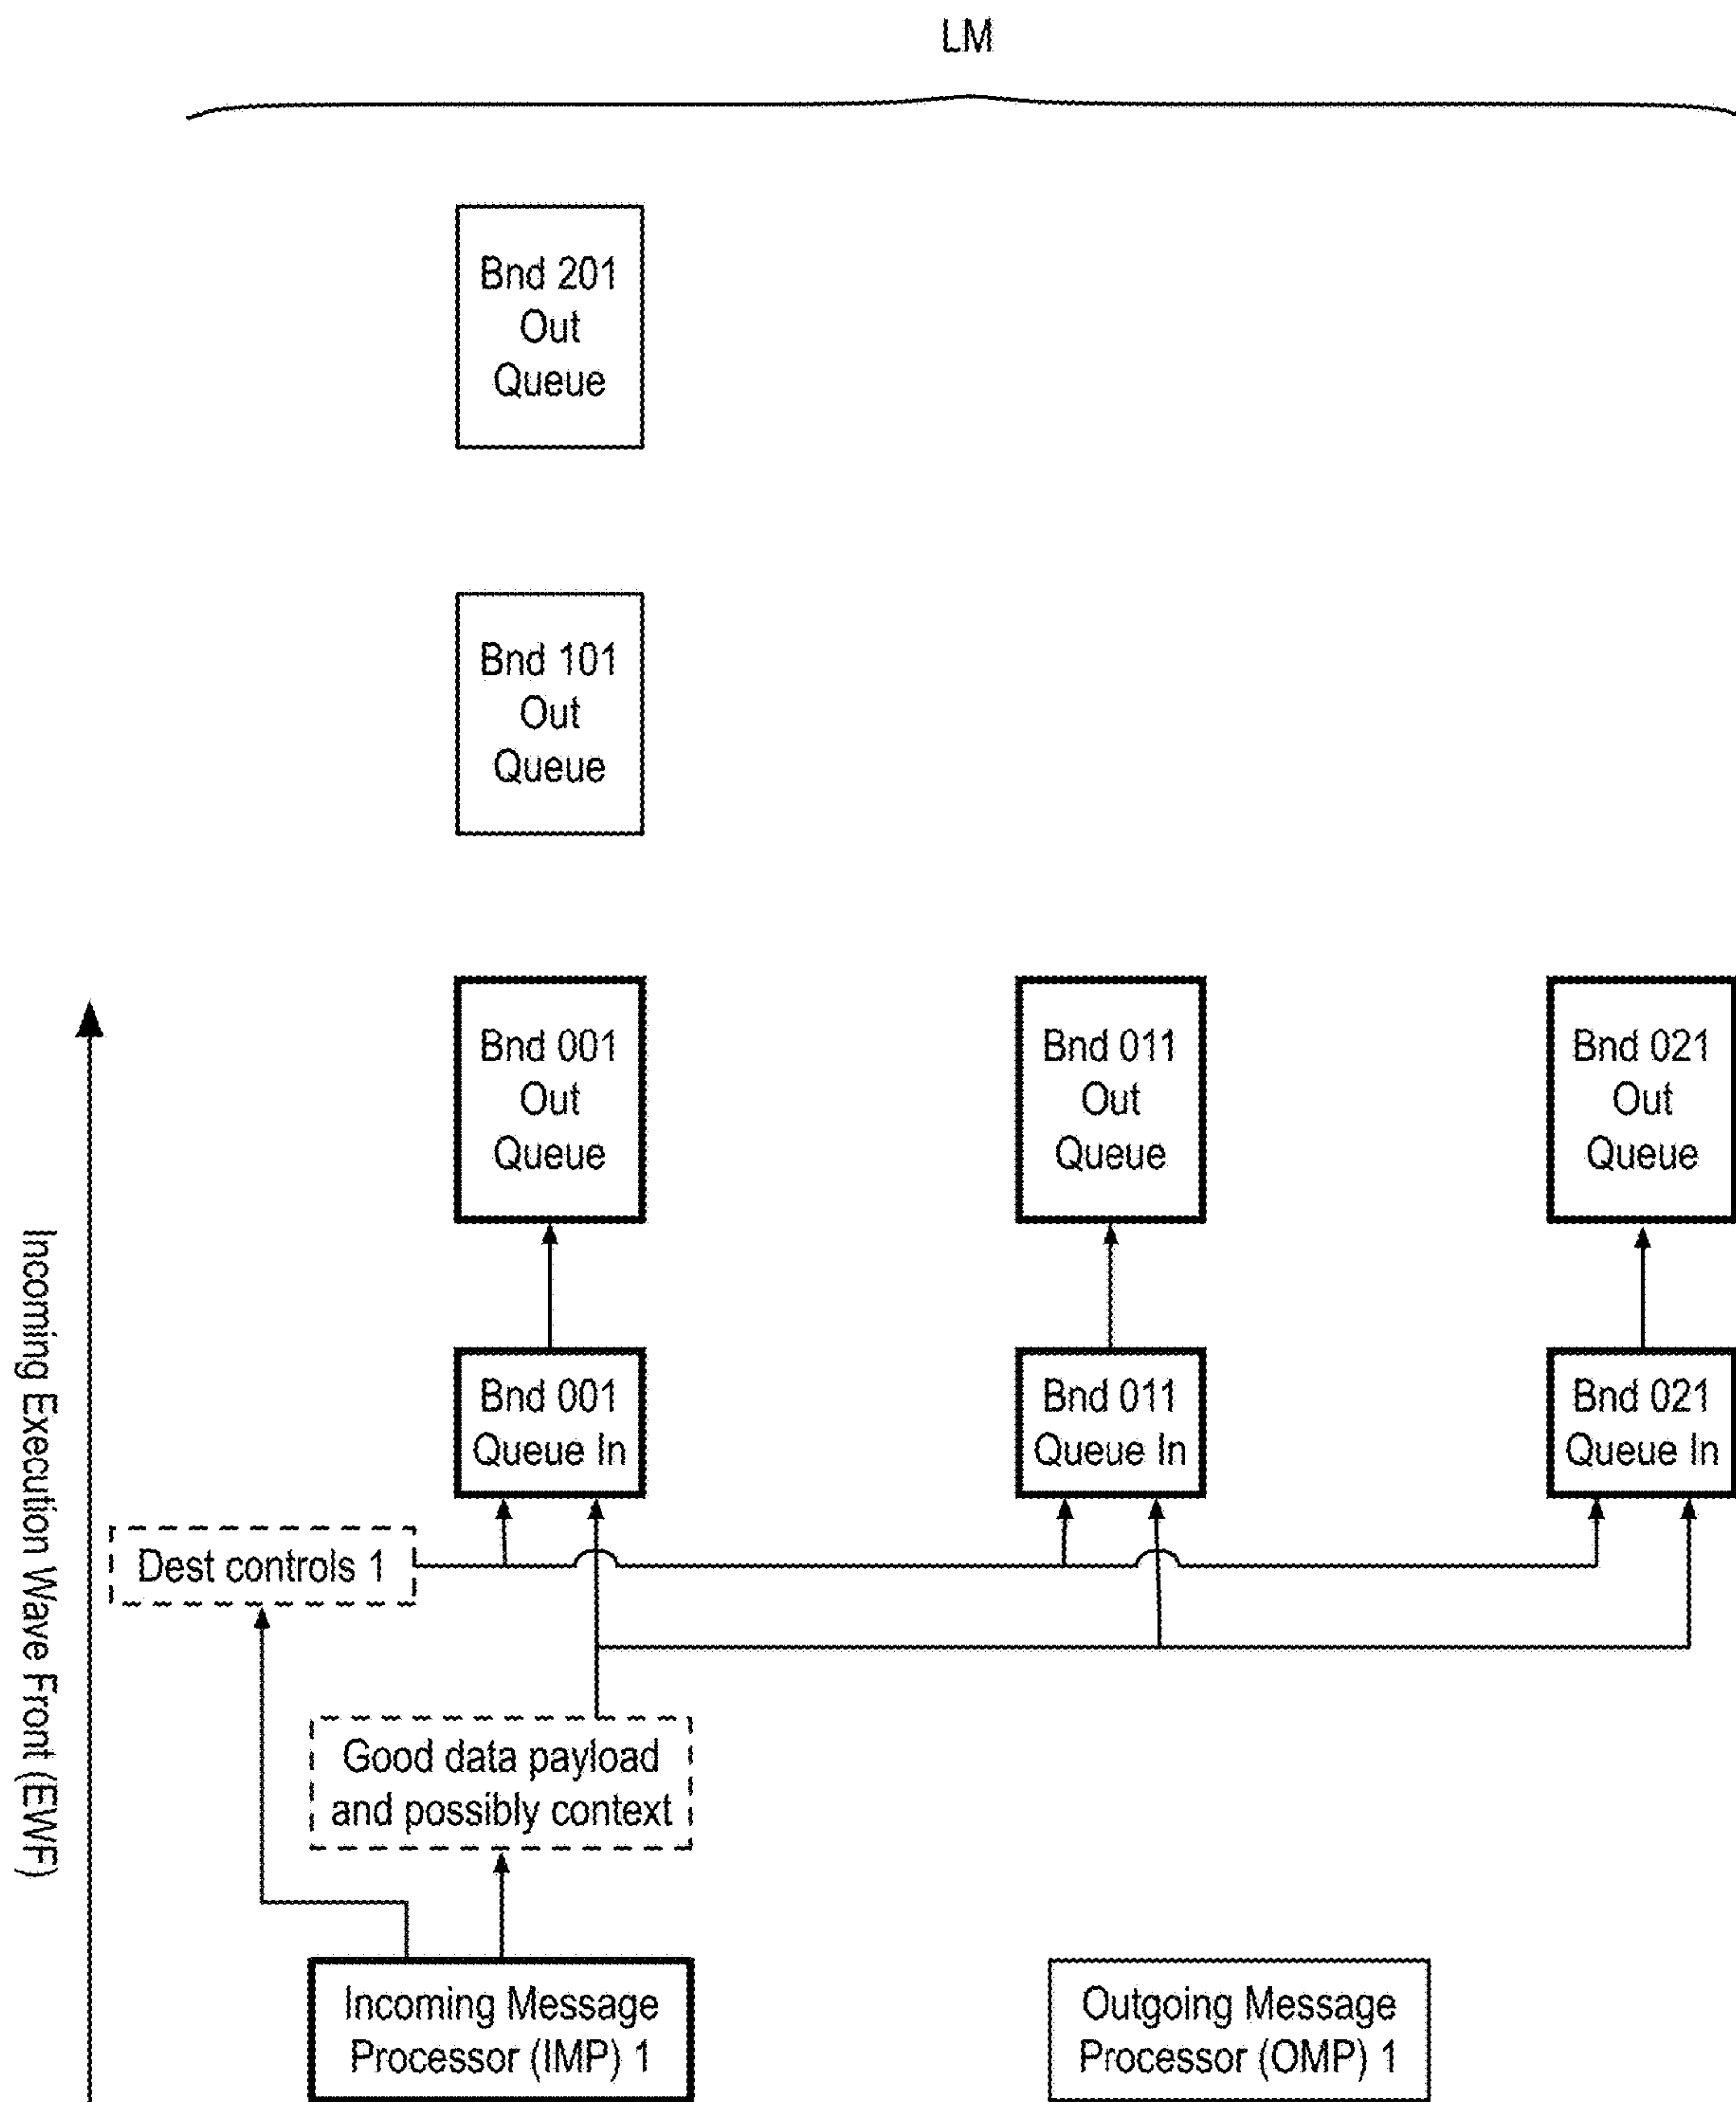 LM
Bnd 201
Out
Queue
Bnd 101
Out
Queue
Bnd 001
Out
Queue
Bnd 011
Out
Queue
Bnd 021
Out
Queue
Incoming Execution Wave Front (EWF)
Bnd 001
Queue In
Bnd 011
Queue In
Bnd 021
Queue In
Dest controls 1
Good data payload
and possibly context
Incoming Message
Processor (IMP) 1
Outgoing Message
Processor (OMP) 1